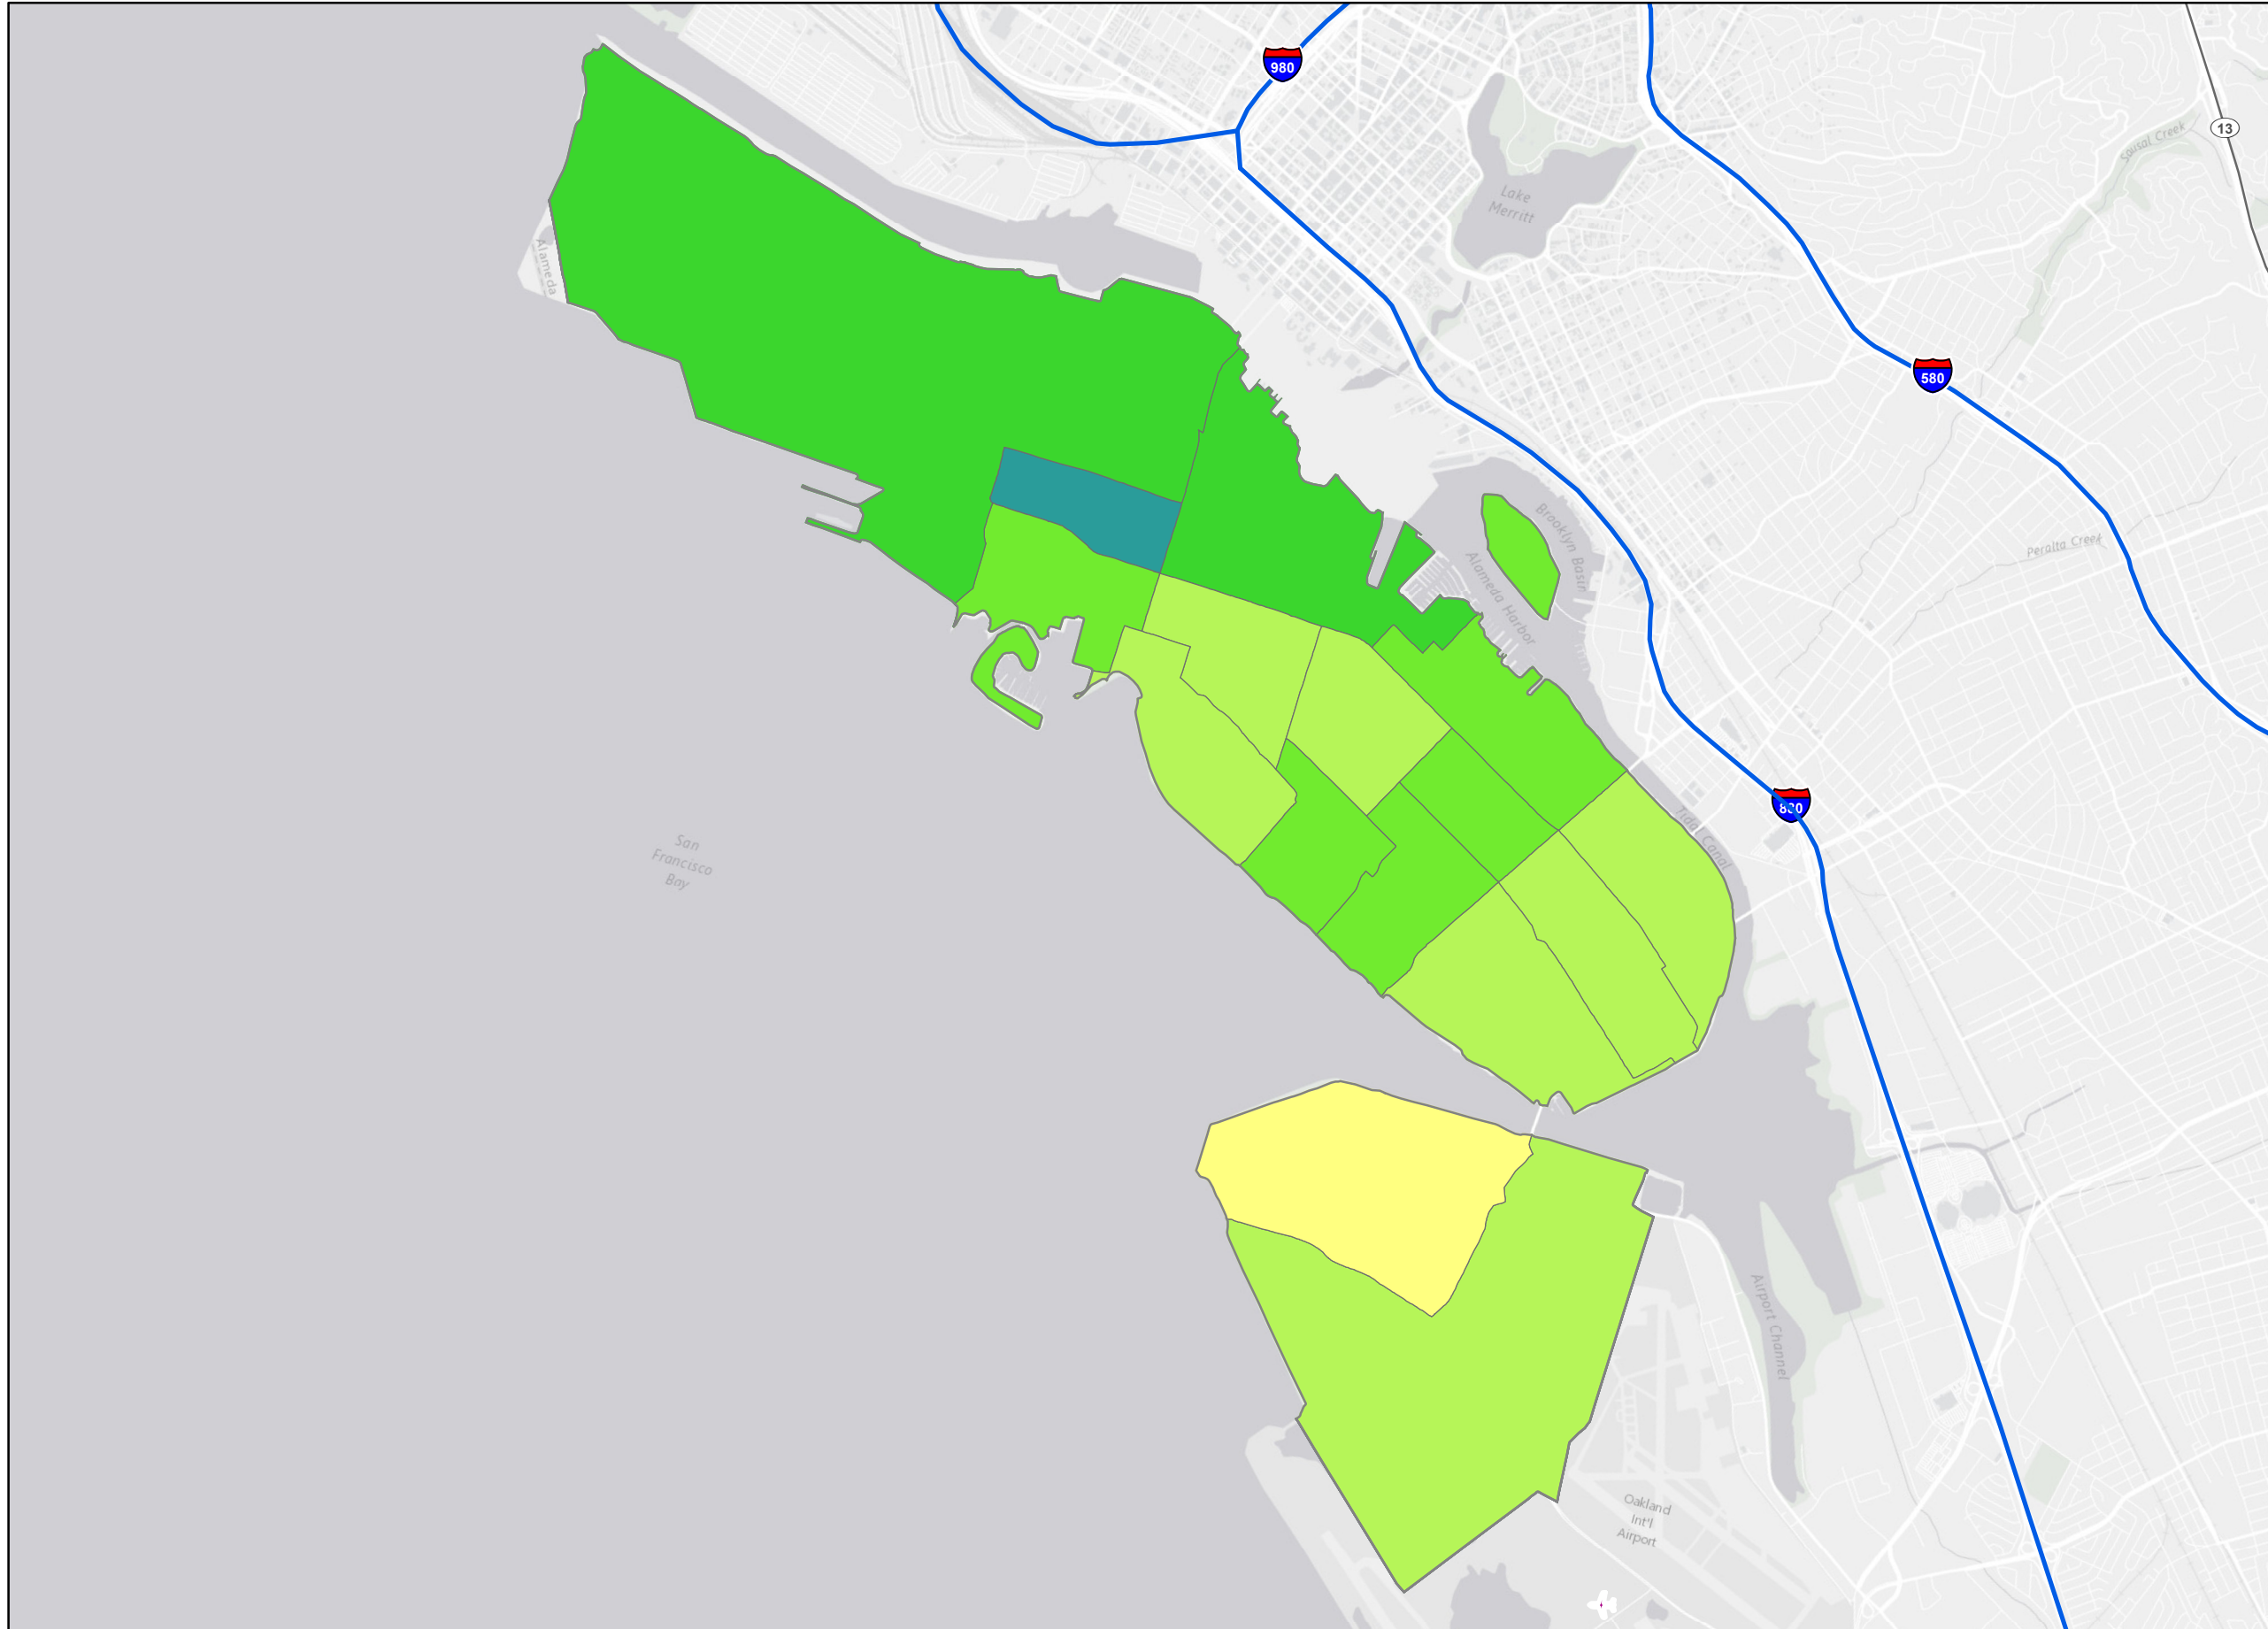 980
13
Sausal Creek
Lake
Merritt
Alameda
580
Brooklyn Basin
Peralta Creek
Alameda Harbor
880
Tidal Canal
San
Francisco
Bay
Airport Channel
Oakland
Int'l
Airport